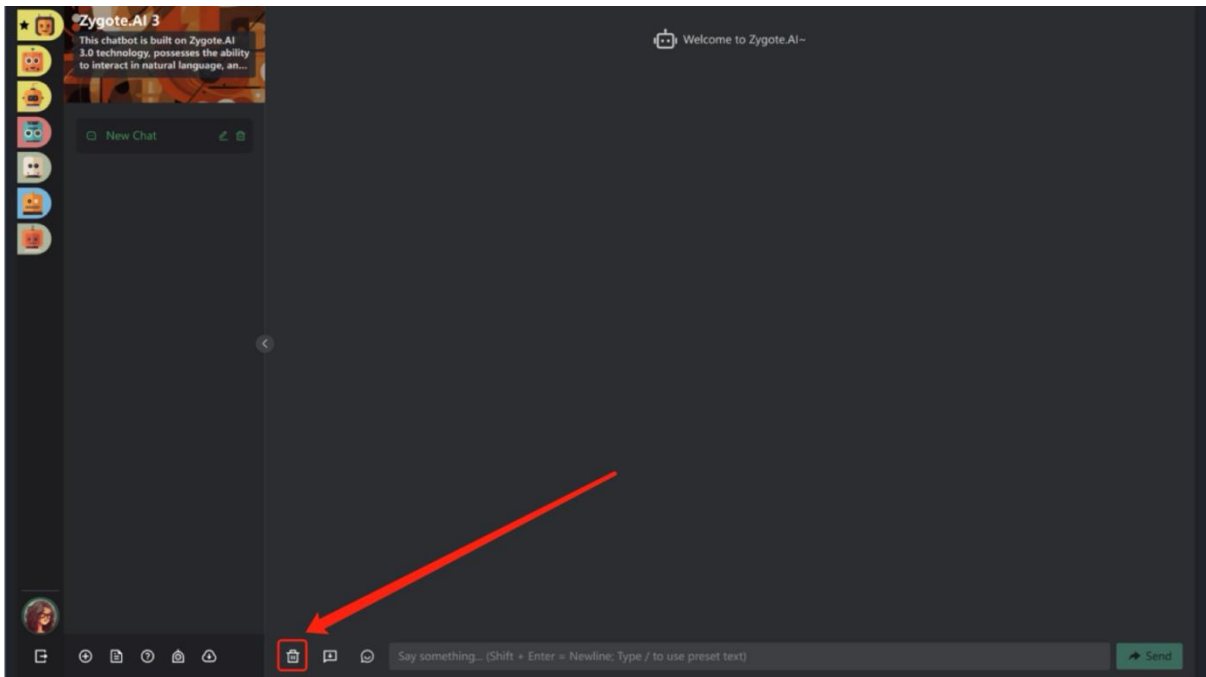 Zygote.AI 3
This chatbot is built on Zygote.AI
3.0 technology, possesses the ability
to interact in natural language, an...
New Chat
Welcome to Zygote.AI~
Say something... (Shift + Enter = Newline; Type / to use preset text)
Send